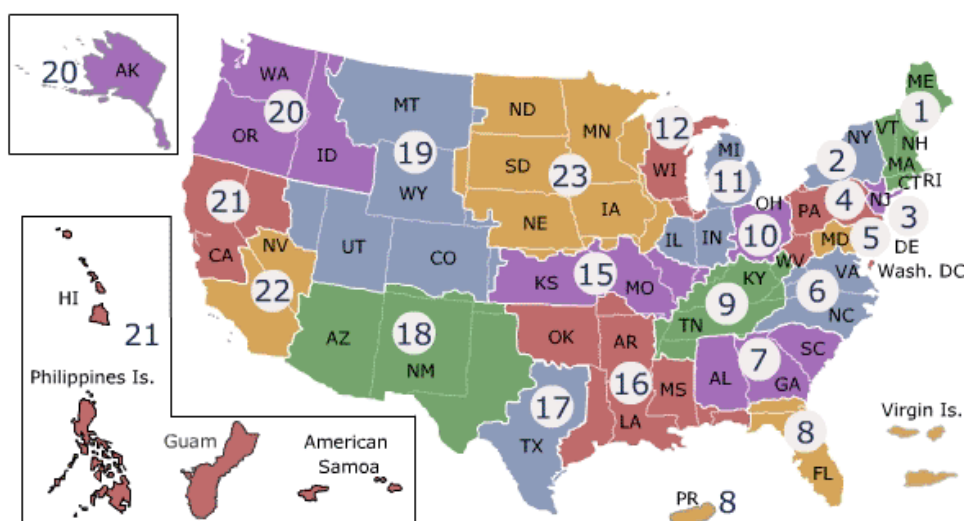 20
AK
WA
20
OR
ID
MT
19
WY
ND
MN
SD
23
NE
IA
12
WI
MI
11
ME
1
VT
NH
NY
MA
CT
RI
2
4
PA
NJ
3
OH
10
MD
5
DE
Wash. DC
WV
VA
6
NC
IL
IN
21
CA
NV
22
UT
CO
KS
15
MO
KY
9
TN
AZ
18
NM
OK
AR
16
LA
MS
AL
7
GA
SC
17
TX
8
FL
HI
21
Philippines Is.
Guam
American
Samoa
Virgin Is.
PR
8